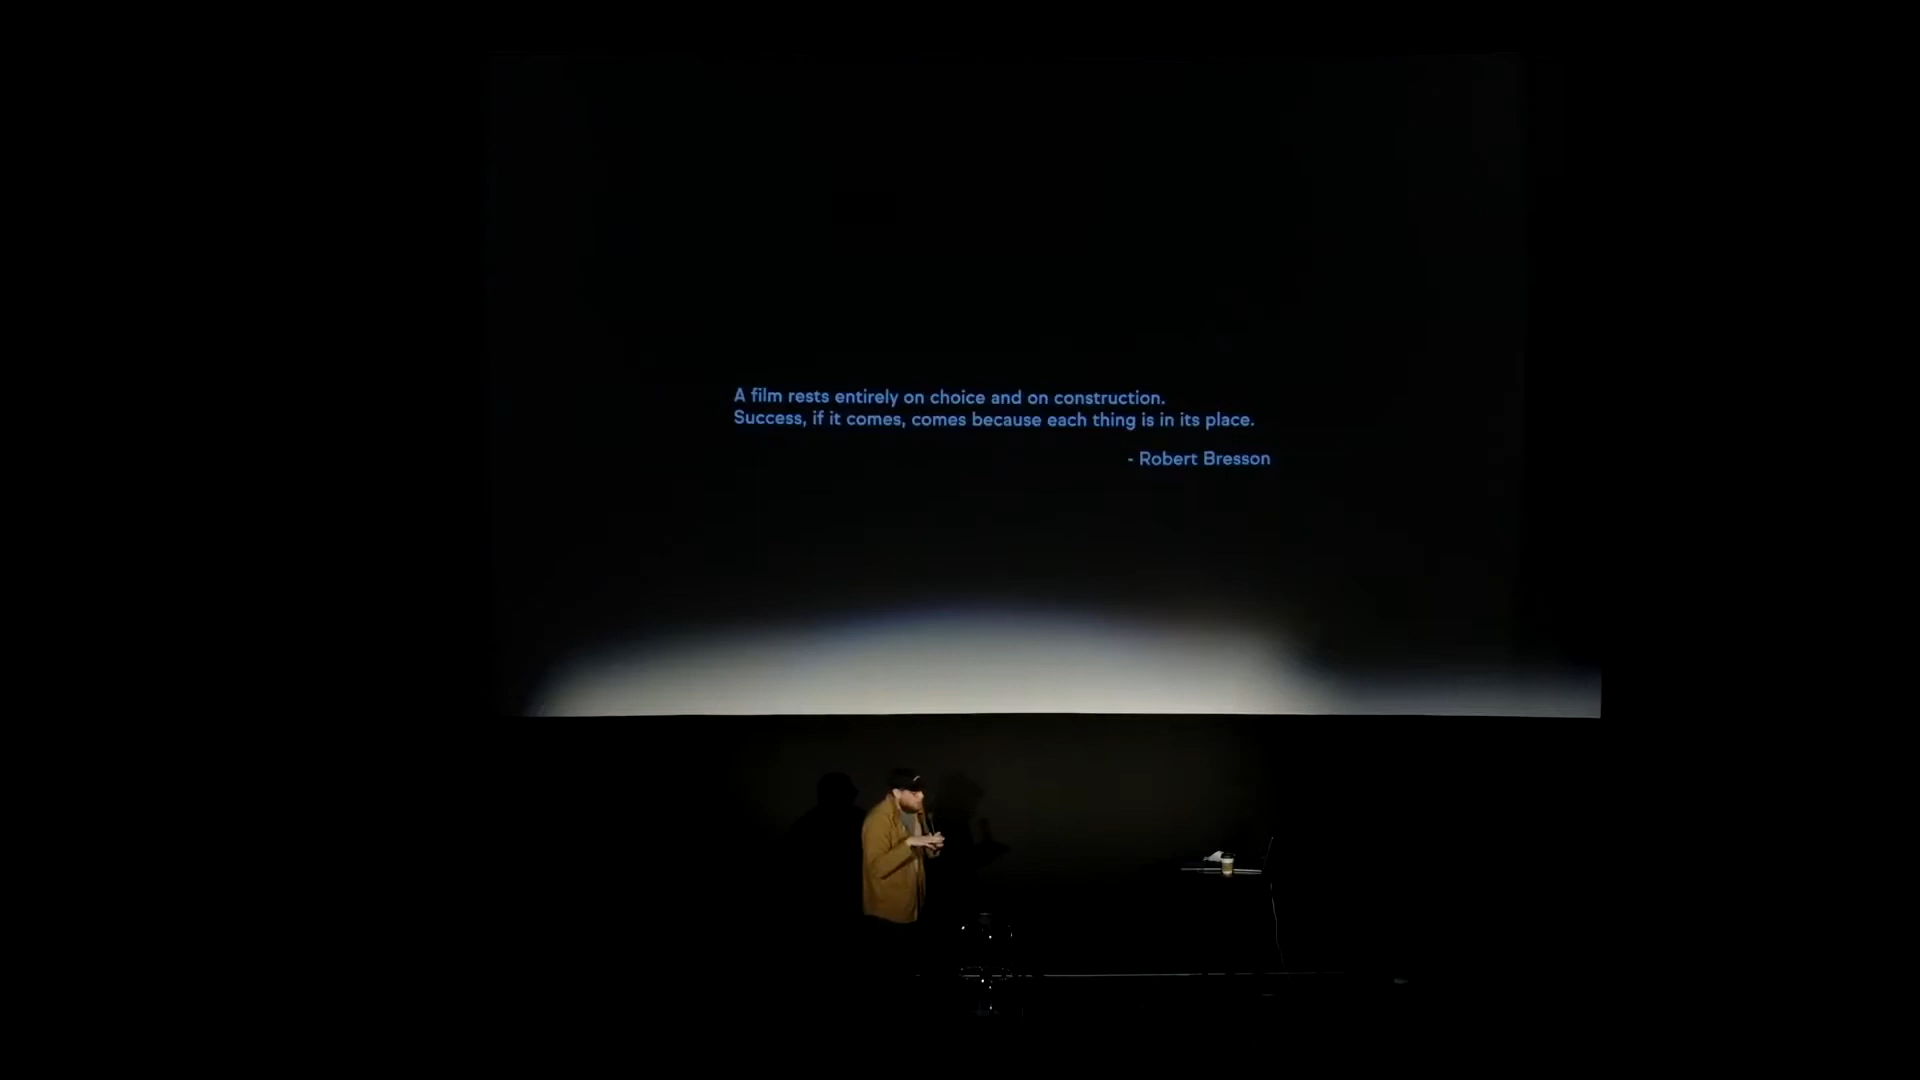 A film rests entirely on choice and on construction.
Success, if it comes, comes because each thing is in its place.
- Robert Bresson